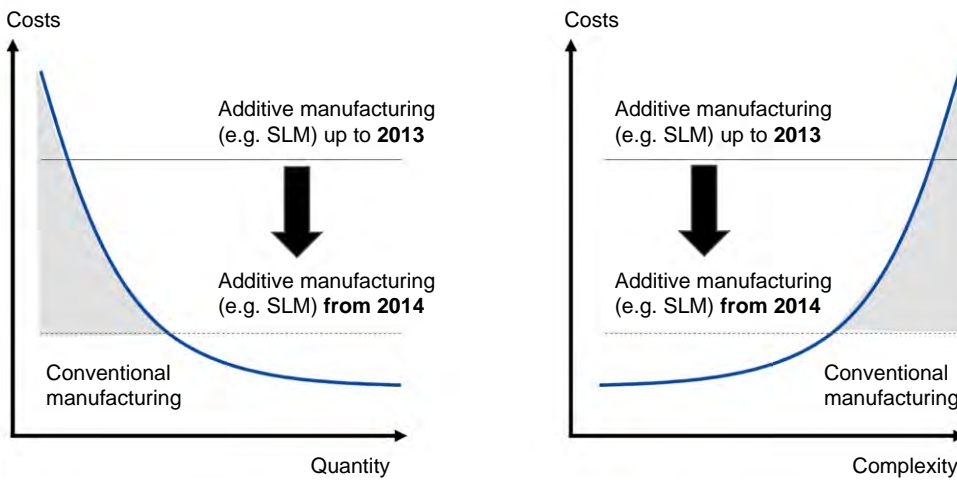 Costs
Additive manufacturing
(e.g. SLM) up to 2013
Additive manufacturing
(e.g. SLM) from 2014
Conventional
manufacturing
Quantity
Costs
Additive manufacturing
(e.g. SLM) up to 2013
Additive manufacturing
(e.g. SLM) from 2014
Conventional
manufacturing
Complexity